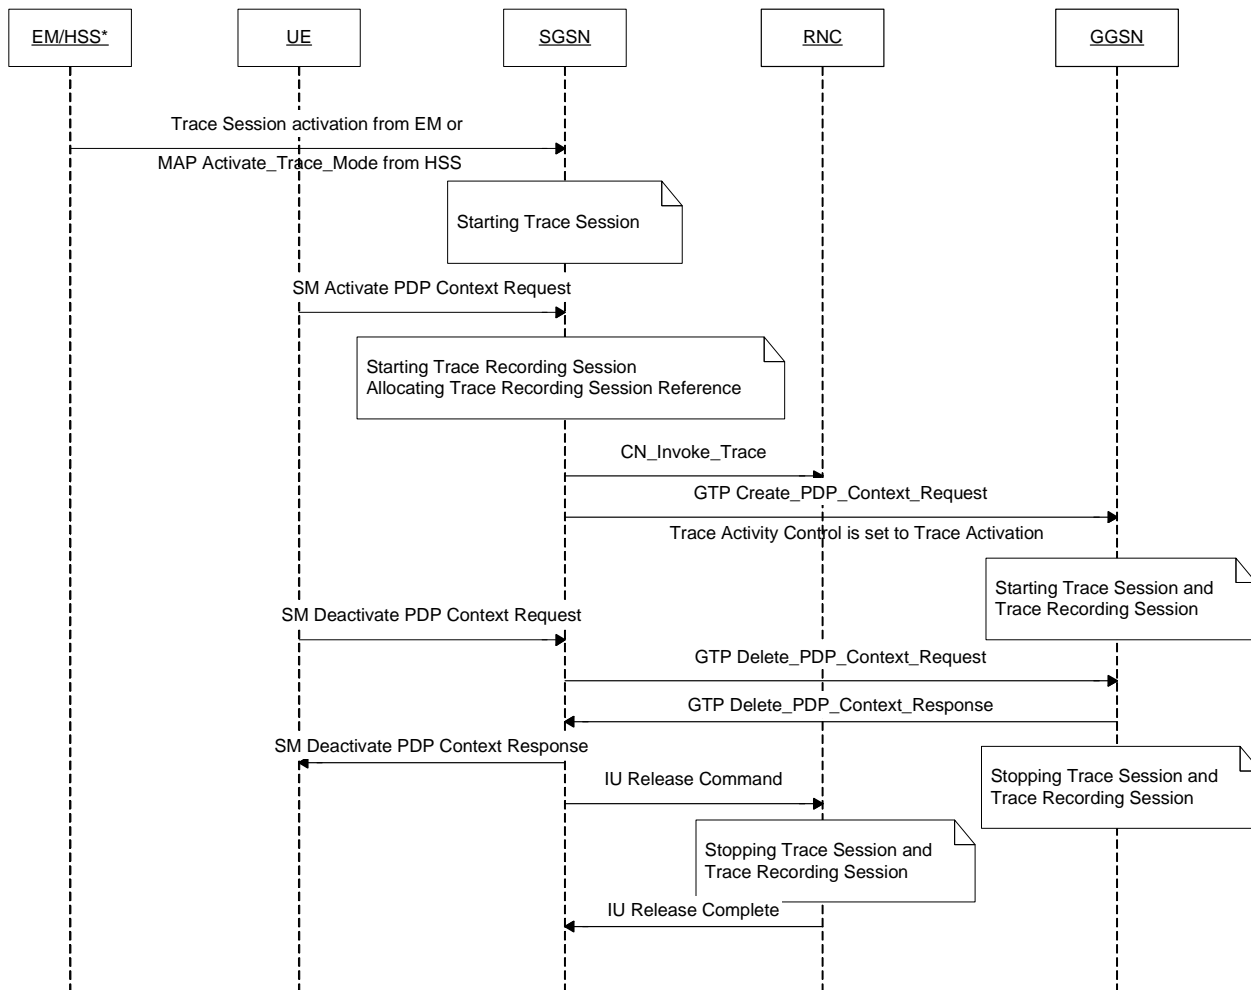 EM/HSS*
UE
SGSN
RNC
GGSN
Trace Session activation from EM or
MAP Activate_Trace_Mode from HSS
Starting Trace Session
SM Activate PDP Context Request
Starting Trace Recording Session
Allocating Trace Recording Session Reference
CN_Invoke_Trace
GTP Create_PDP_Context_Request
Trace Activity Control is set to Trace Activation
Starting Trace Session and
Trace Recording Session
SM Deactivate PDP Context Request
GTP Delete_PDP_Context_Request
GTP Delete_PDP_Context_Response
SM Deactivate PDP Context Response
Stopping Trace Session and
Trace Recording Session
IU Release Command
Stopping Trace Session and
Trace Recording Session
IU Release Complete